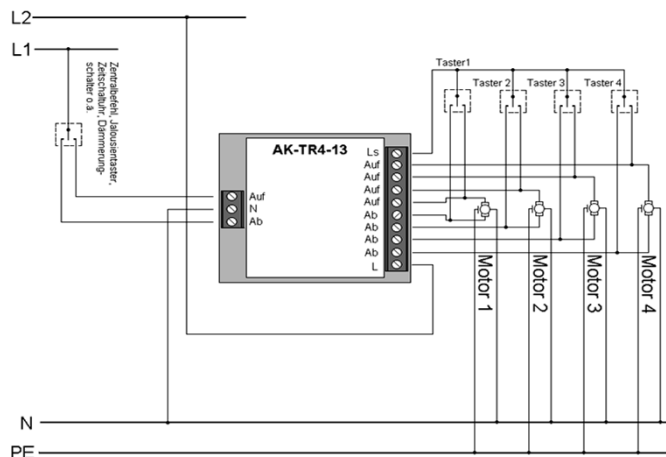 L2
L1
Zentralbefehl, Jalousientaster,
Zeitschaltuhr, Dämmerung-
schalter o.ä.
Taster1
Taster 2
Taster 3
Taster 4
AK-TR4-13
Auf
N
Ab
Ls
Auf
Auf
Auf
Auf
Ab
Ab
Ab
Ab
L
Motor 1
Motor 2
Motor 3
Motor 4
N
PE